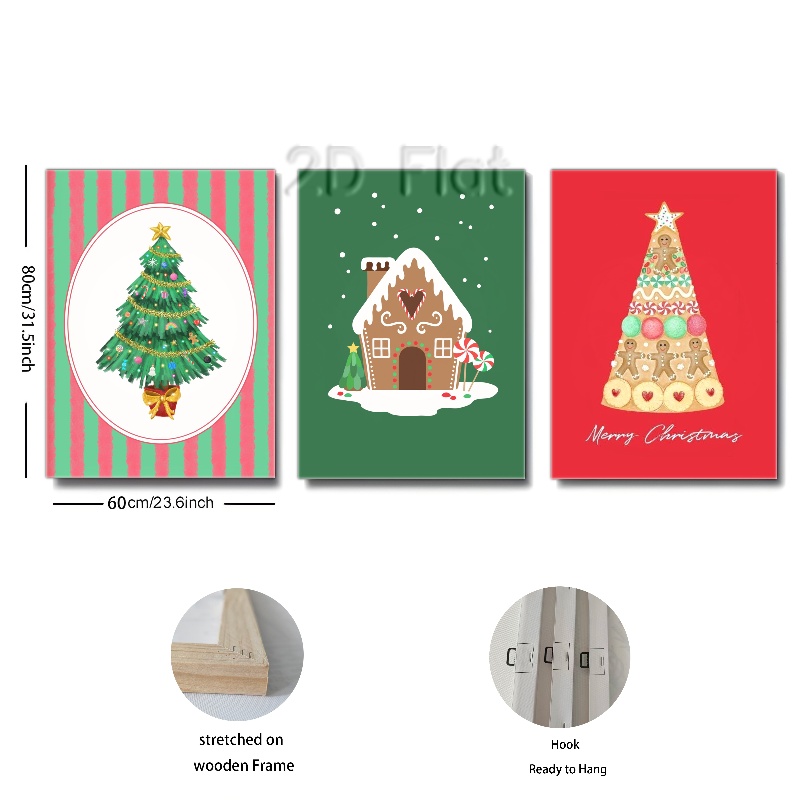 2D Flat
80cm/31.5inch
Merry Christmas
60cm/23.6inch
stretched on
wooden Frame
Hook
Ready to Hang